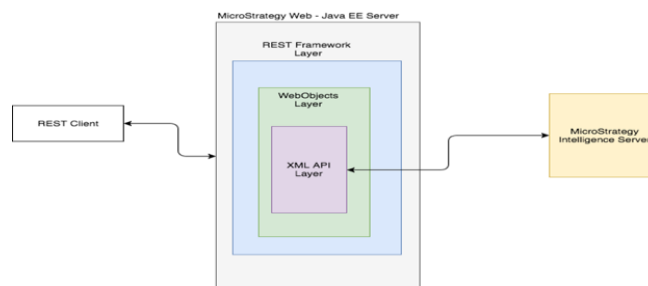 MicroStrategy Web - Java EE Server
REST Framework
Layer
WebObjects
Layer
REST Client
XML API
Layer
MicroStrategy
Intelligence Server